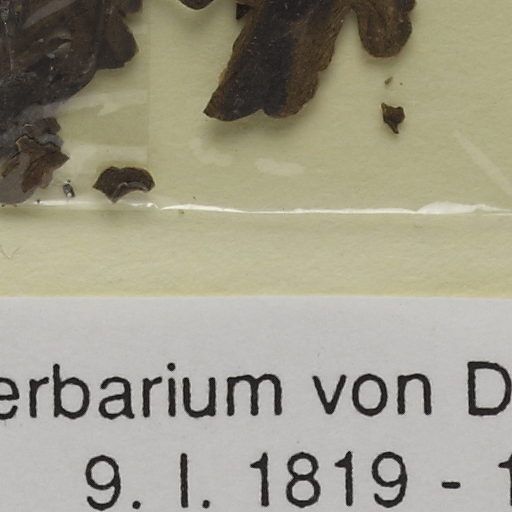 erbarium von D
9. I. 1819 - 1